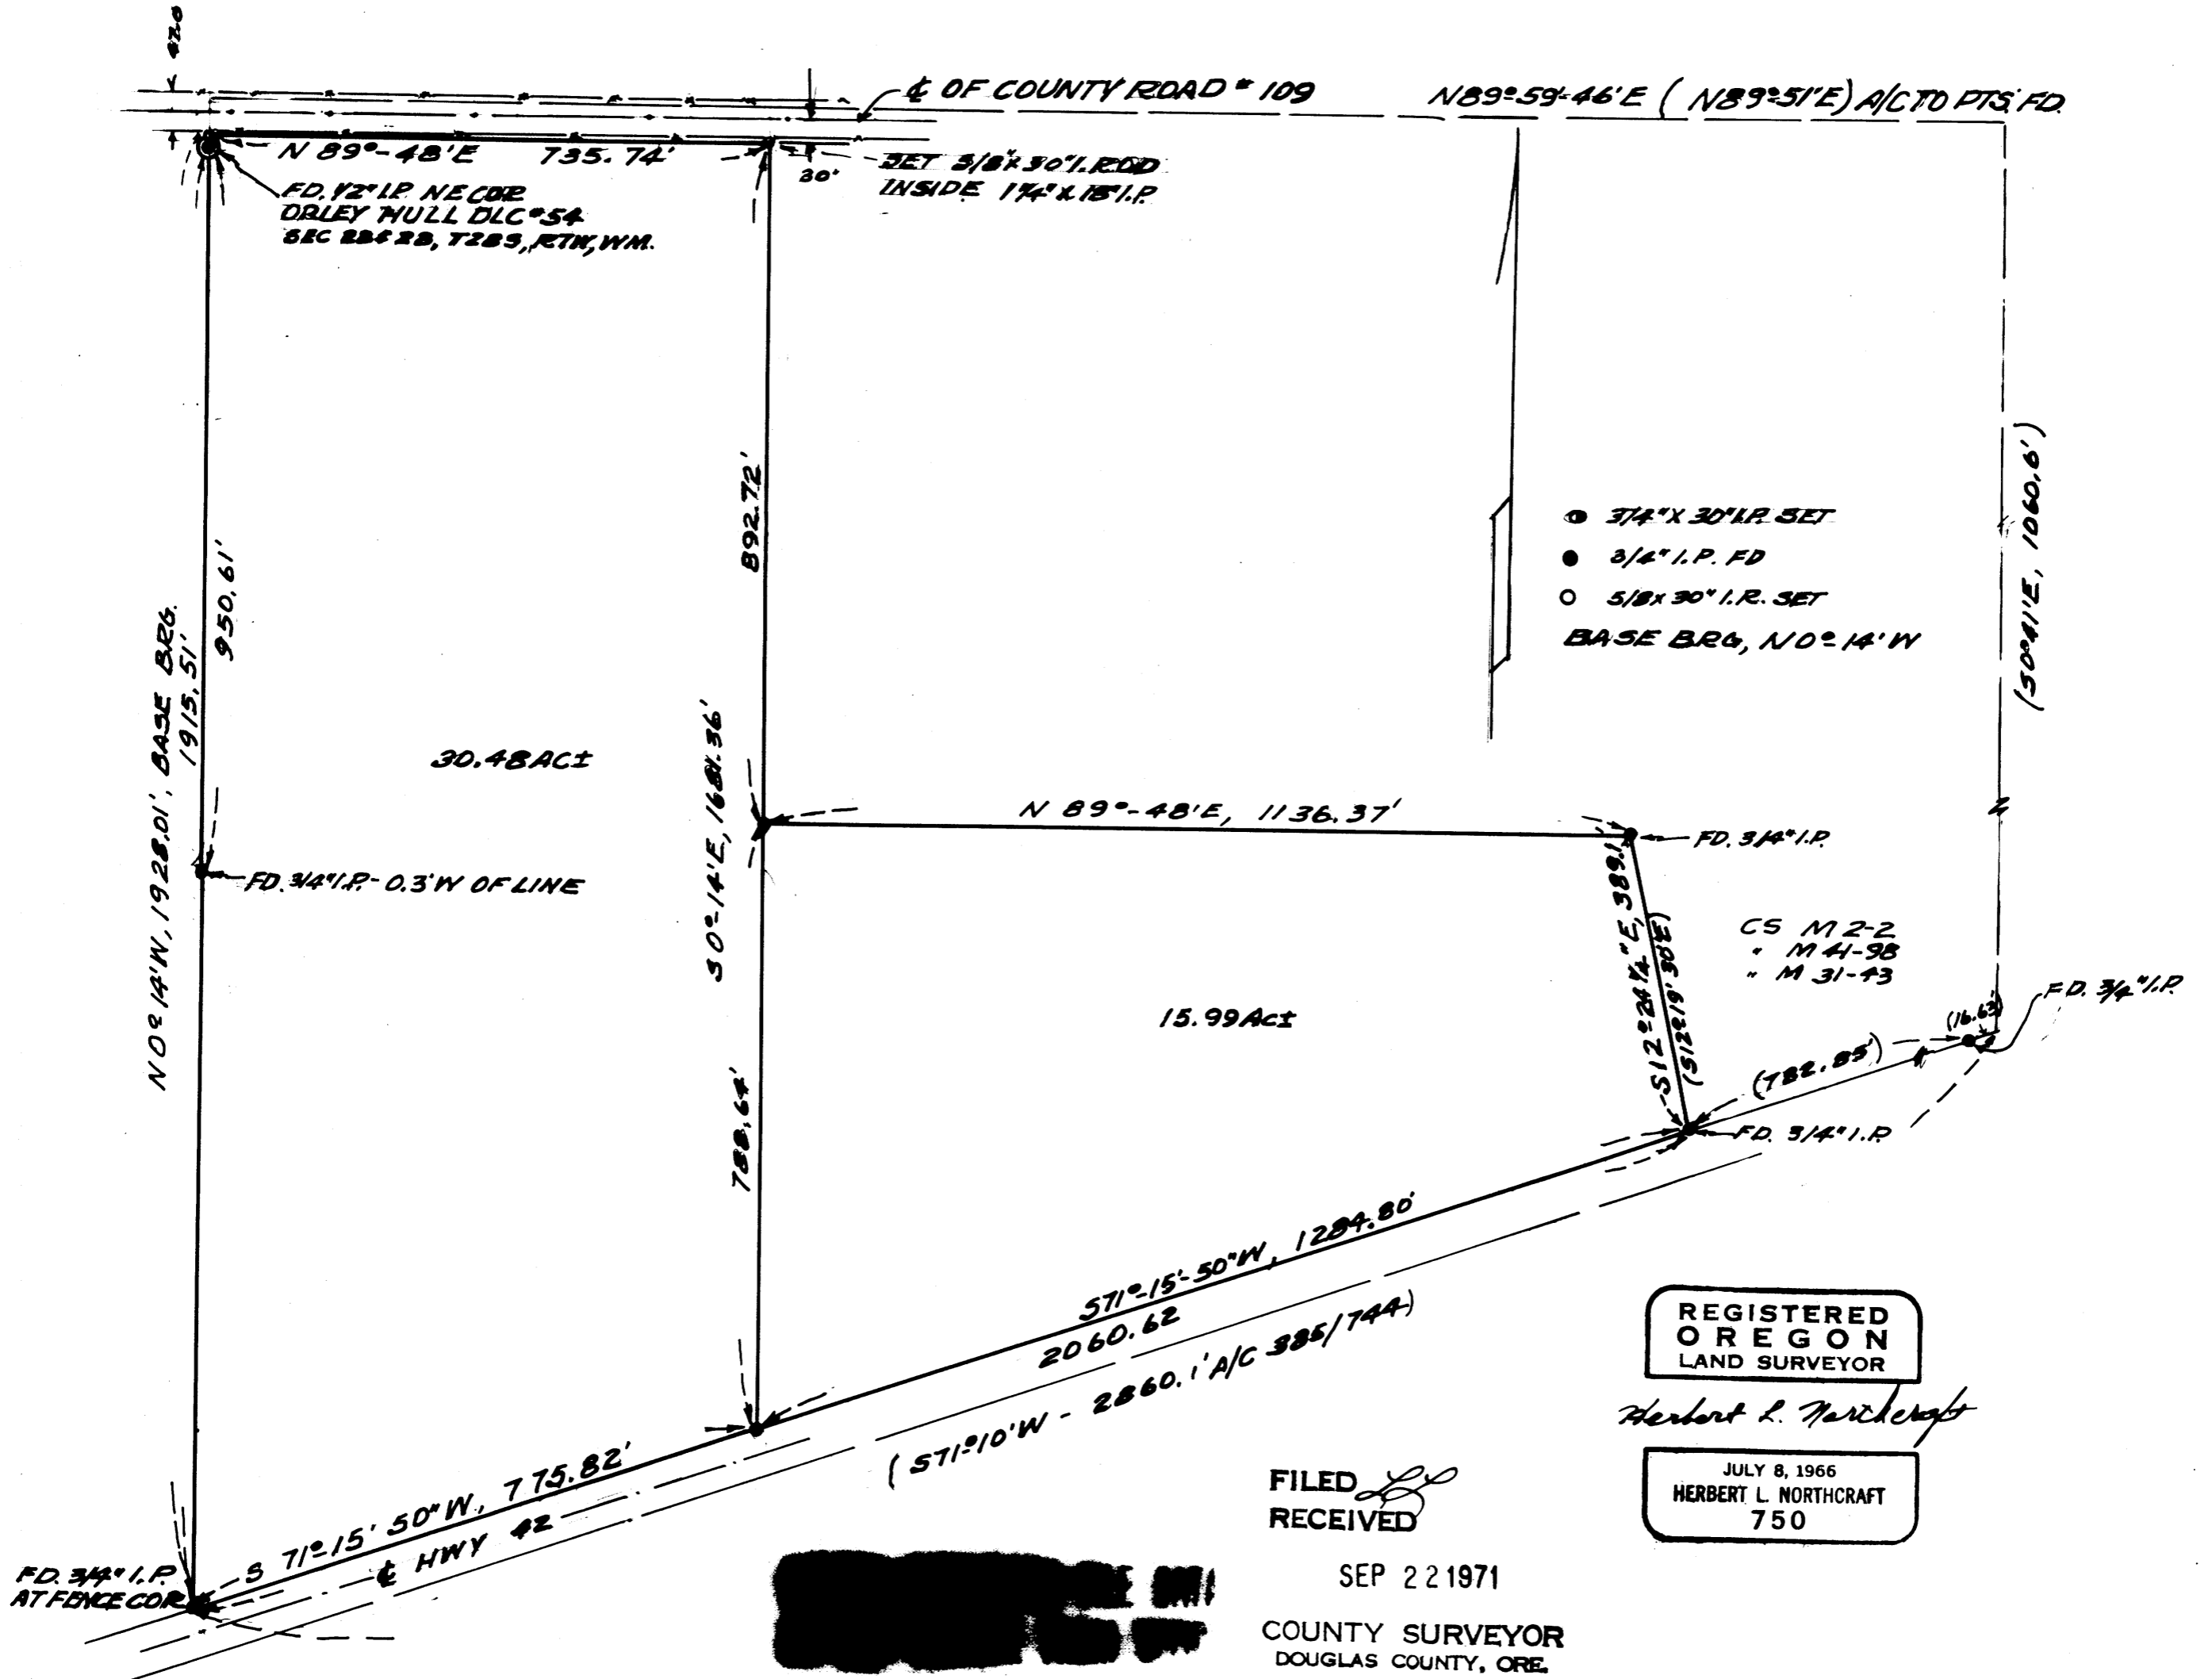 420
℄ OF COUNTY ROAD # 109
N89°-59'-46'E ( N89°51'E) A/C TO PTS. FD.
N 89°-48'E 735.74'
30'
SET 5/8"X 30" I.ROD
INSIDE 1¼" X 18" I.P.
FD. 1/2" I.P. NE COR
ORLEY HULL DLC #54
SEC T28S, WM.
892.72'
950.61'
N 0° 14'W, 1928.01', BASE BRG.
1915.51'
3/4" X 30" I.P. SET
3/4" I.P. FD
5/8 X 30" I.R. SET
BASE BRG, N 0° 14' W
(S0°41'E, 1060.6')
30.48 AC±
S 0°-14'E, 1681.36'
N 89°-48'E, 1136.37'
FD. 3/4" I.P.
FD. 3/4" I.P. - 0.3' W OF LINE
S 12° 24 ¼" E, 389.1'
(S12°19'30"E)
CS M 2-2
" M 41-98
" M 31-43
FD. 3/4" I.P.
15.99 AC±
(16.63')
(782.85')
FD. 3/4" I.P.
788.64'
S71°-15'-50"W, 1284.80'
2060.62
(S71°10'W - 2860.1' A/C 385/744)
S 71°-15' 50" W, 775.82'
℄ HWY 42
FD. 3/4" I.P.
AT FENCE COR
REGISTERED
OREGON
LAND SURVEYOR
Herbert L. Northcraft
JULY 8, 1966
HERBERT L. NORTHCRAFT
750
FILED
RECEIVED
SEP 22 1971
COUNTY SURVEYOR
DOUGLAS COUNTY, ORE.